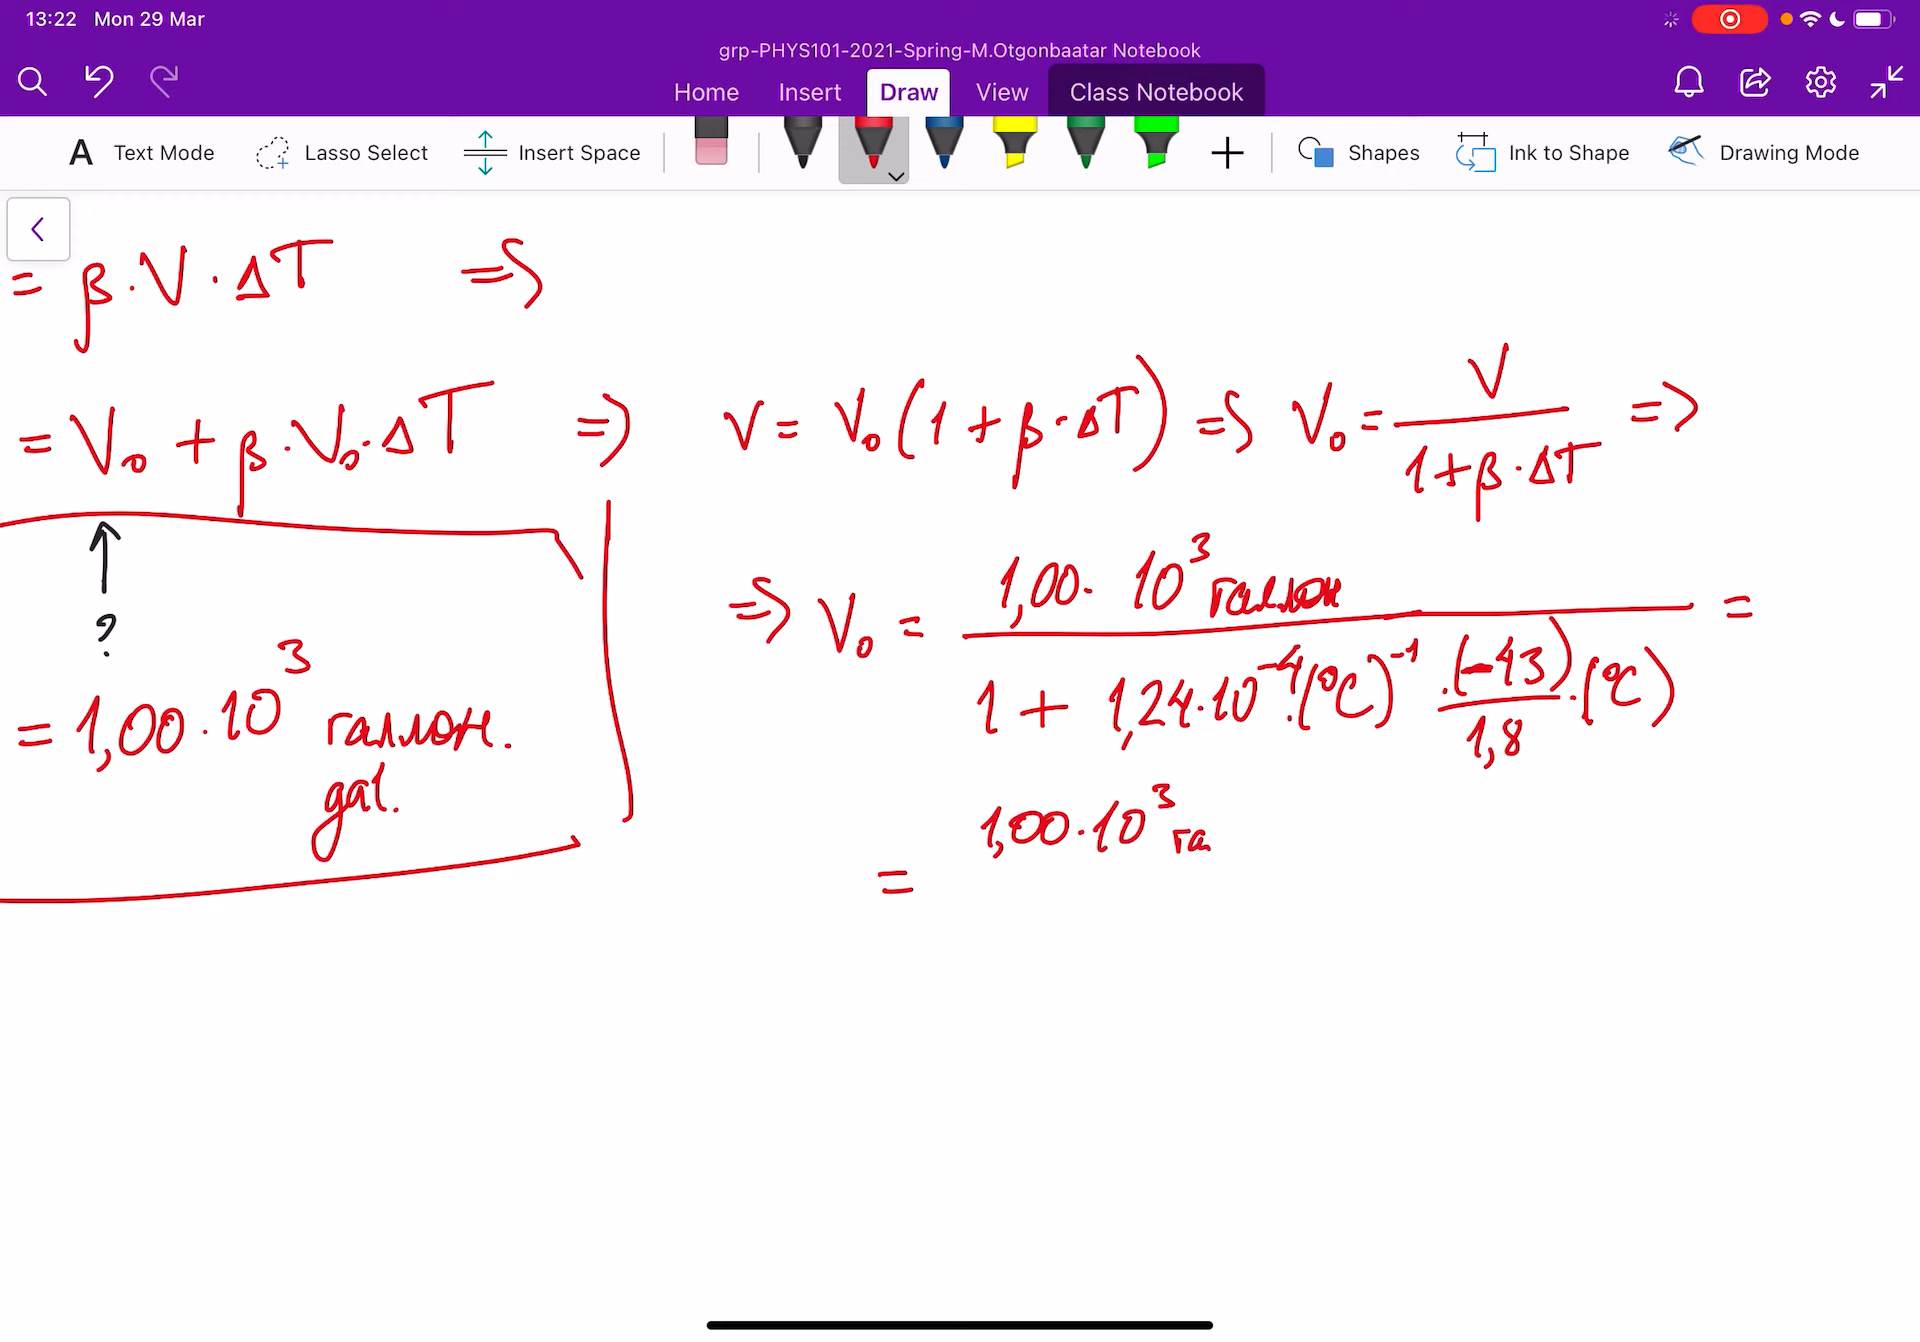 13:22 Mon 29 Mar
grp-PHYS101-2021-Spring-M.Otgonbaatar Notebook
Home Insert Draw View Class Notebook
A Text Mode Lasso Select Insert Space Shapes Ink to Shape Drawing Mode
= β · V · ΔT =>
= V₀ + β · V₀ · ΔT => V = V₀(1 + β · ΔT) => V₀ = V / (1 + β · ΔT) =>
?
= 1,00 · 10³ галлон.
gal.
=> V₀ = 1,00 · 10³ галлон / (1 + 1,24 · 10⁻⁴ · (°C)⁻¹ · (-43)/1,8 · (°C)) =
= 1,00 · 10³ га